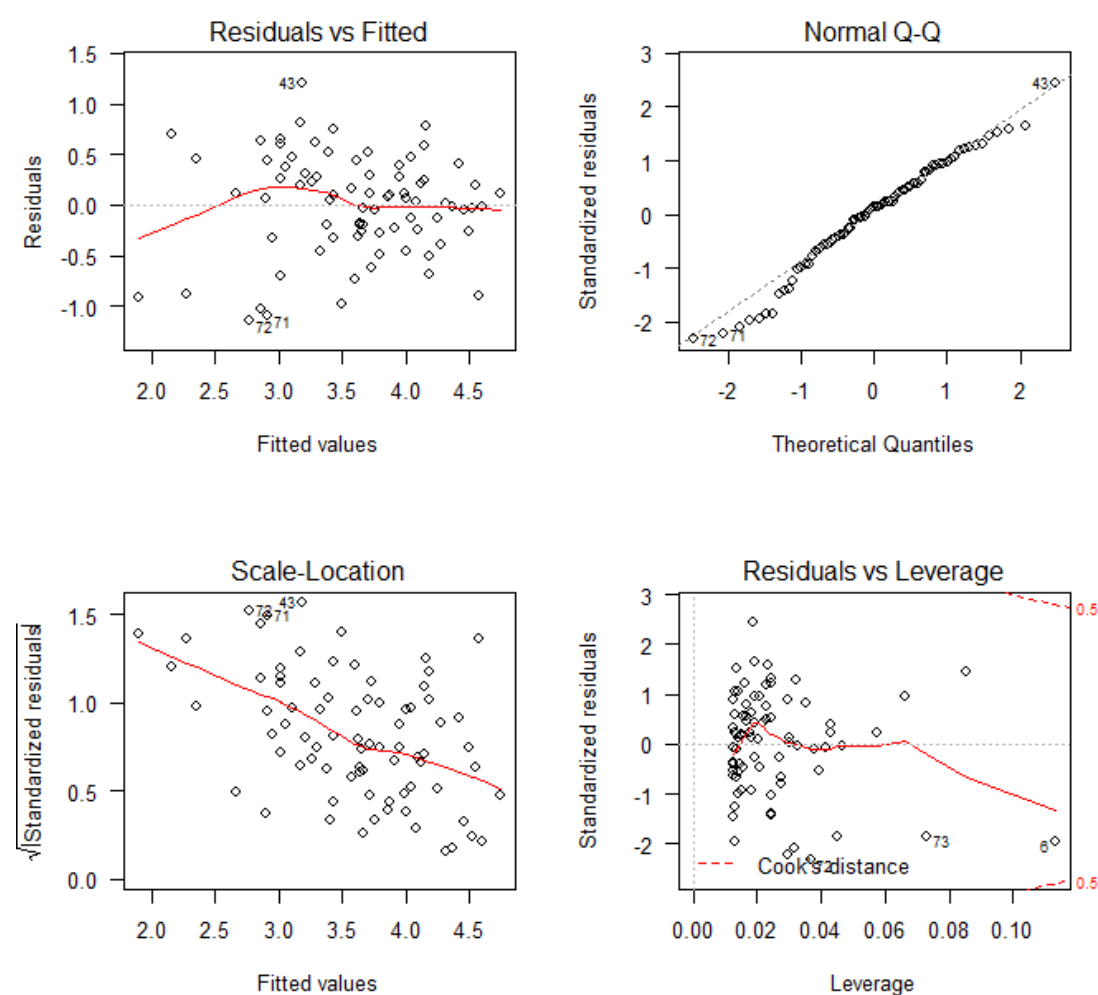 Residuals vs Fitted
1.5
1.0
0.5
0.0
-0.5
-1.0
Residuals
43
72
71
2.0 2.5 3.0 3.5 4.0 4.5
Fitted values
Normal Q-Q
3
2
1
0
-1
-2
Standardized residuals
43
72
71
-2 -1 0 1 2
Theoretical Quantiles
Scale-Location
1.5
1.0
0.5
0.0
√|Standardized residuals|
72
43
71
2.0 2.5 3.0 3.5 4.0 4.5
Fitted values
Residuals vs Leverage
3
2
1
0
-1
-2
Standardized residuals
0.5
73
6
72
Cook's distance
0.5
0.00 0.02 0.04 0.06 0.08 0.10
Leverage